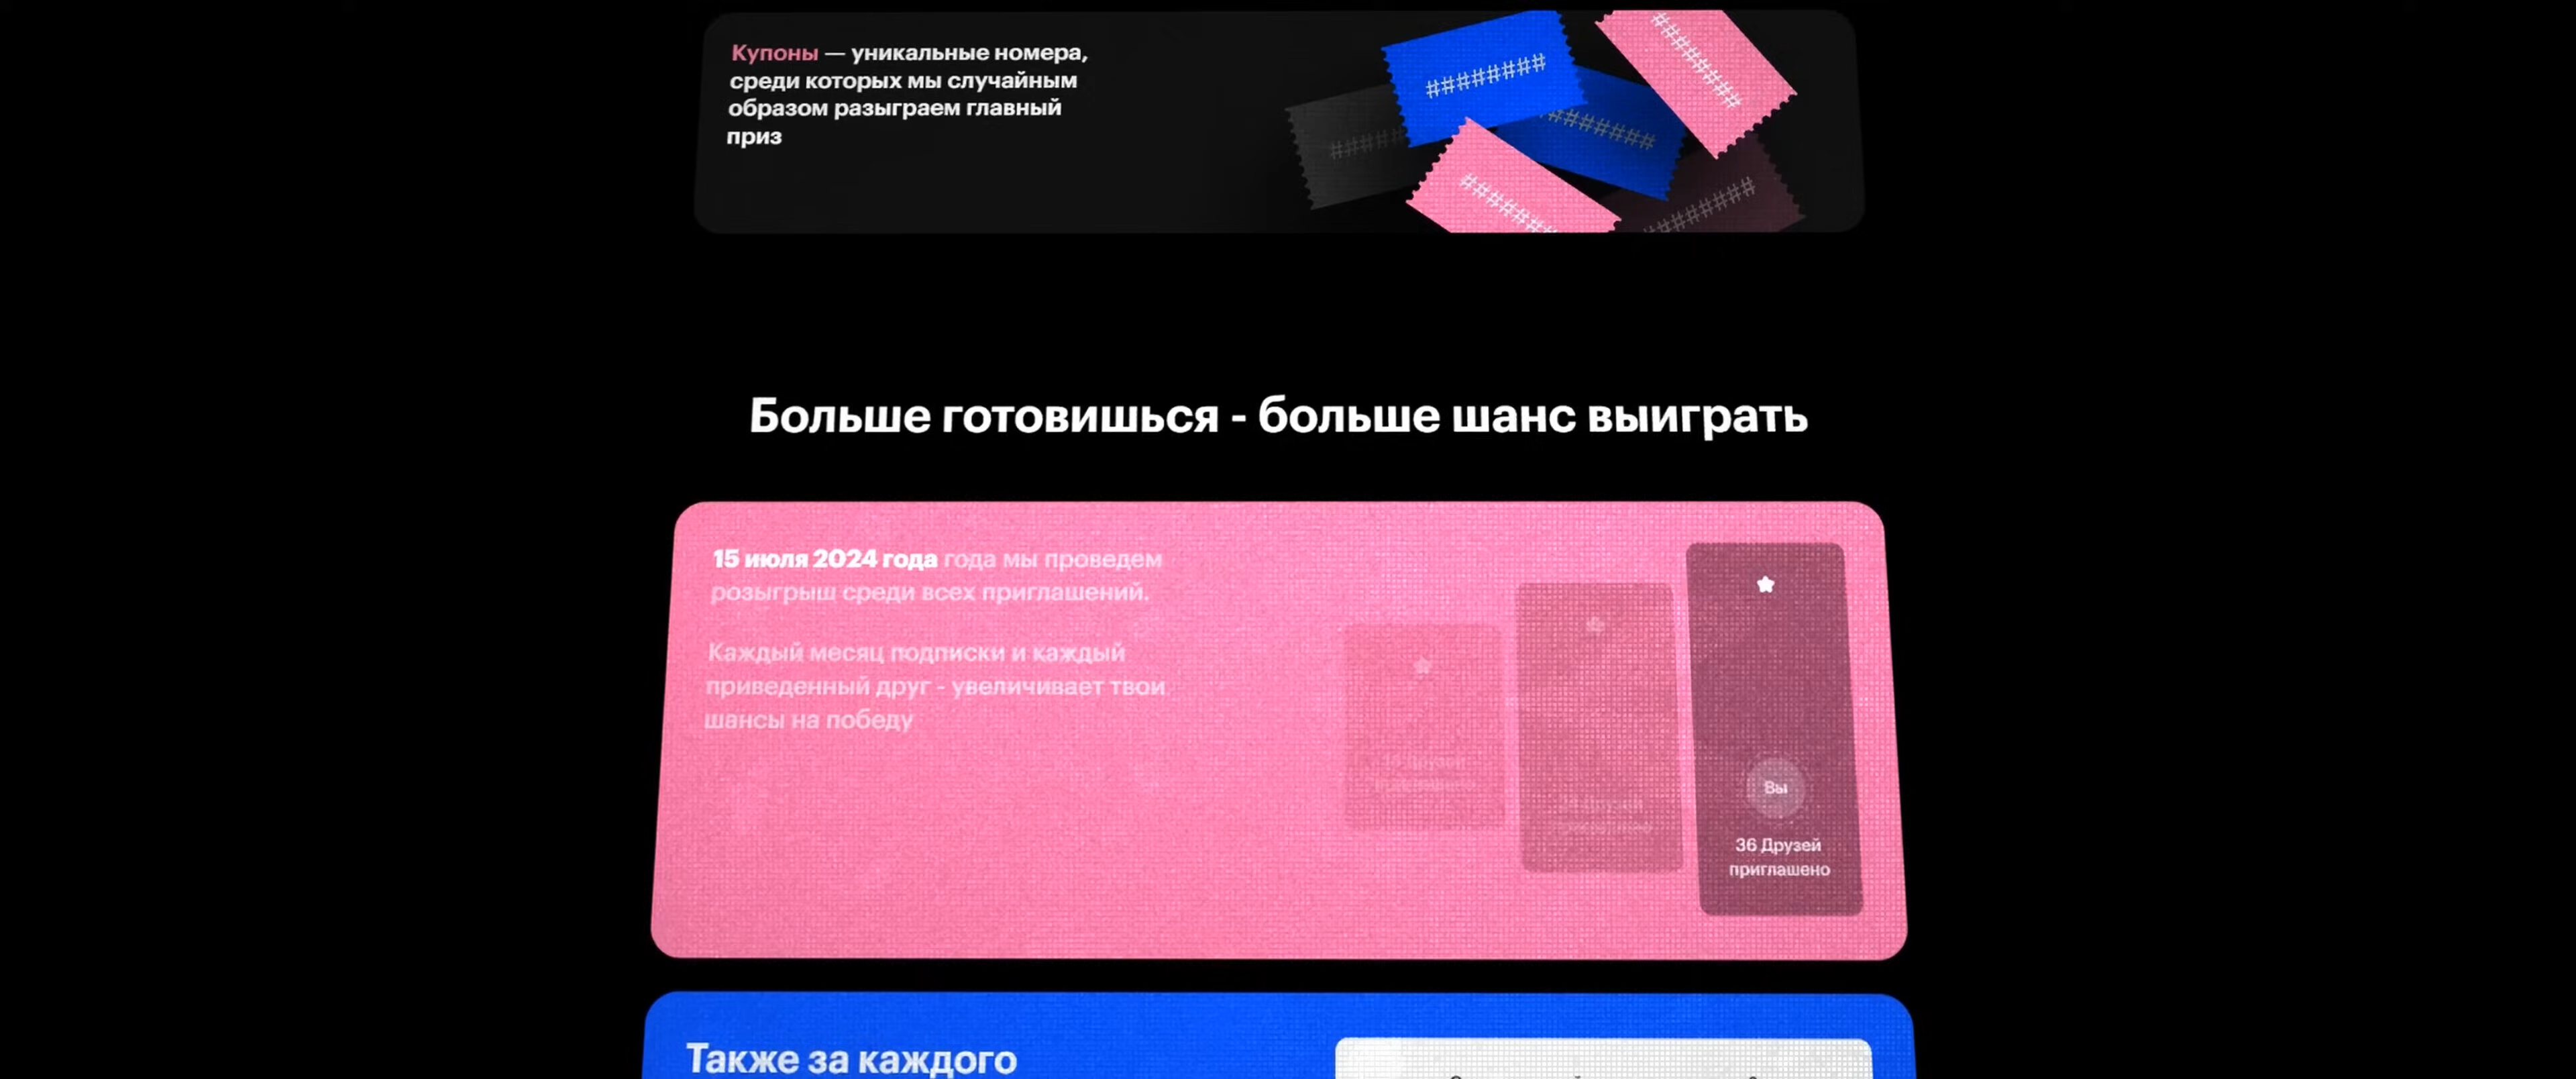 Купоны — уникальные номера,
среди которых мы случайным
образом разыграем главный
приз
########
########
########
########
########
Больше готовишься - больше шанс выиграть
15 июля 2024 года года мы проведем
розыгрыш среди всех приглашений.
Каждый месяц подписки и каждый
приведенный друг - увеличивает твои
шансы на победу
Вы
36 Друзей
приглашено
Также за каждого